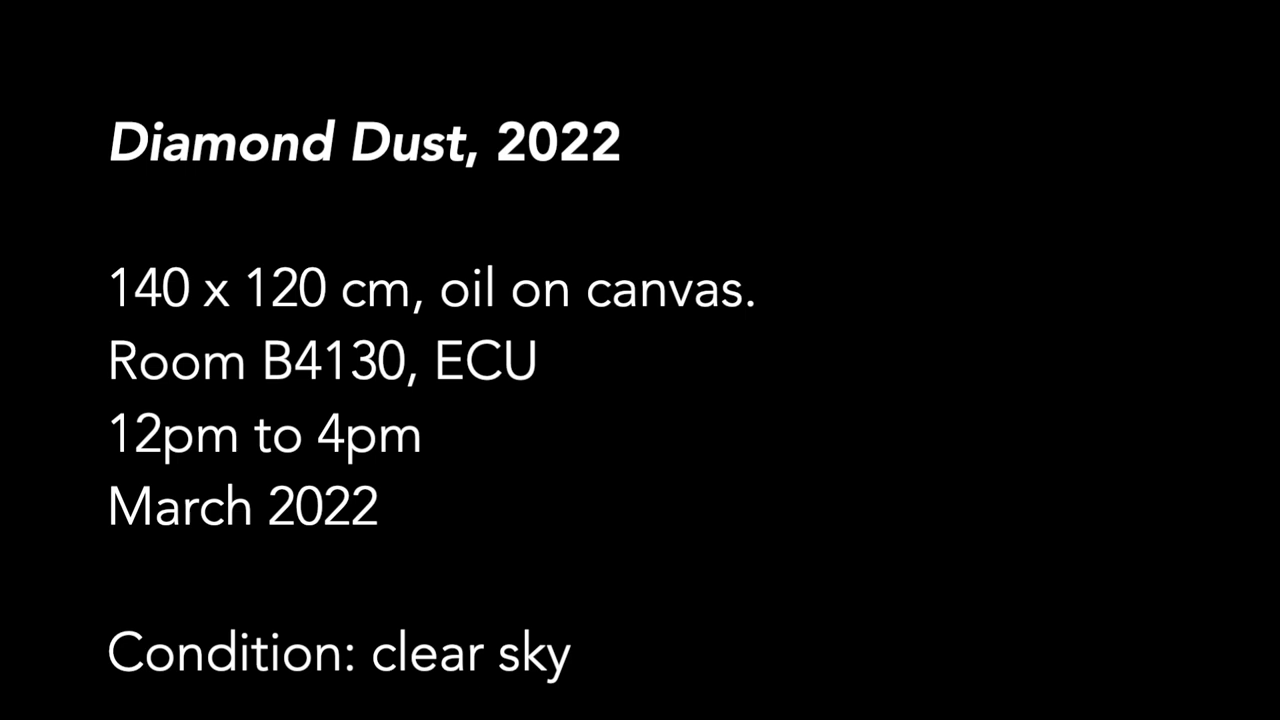 Diamond Dust, 2022
140 x 120 cm, oil on canvas.
Room B4130, ECU
12pm to 4pm
March 2022
Condition: clear sky